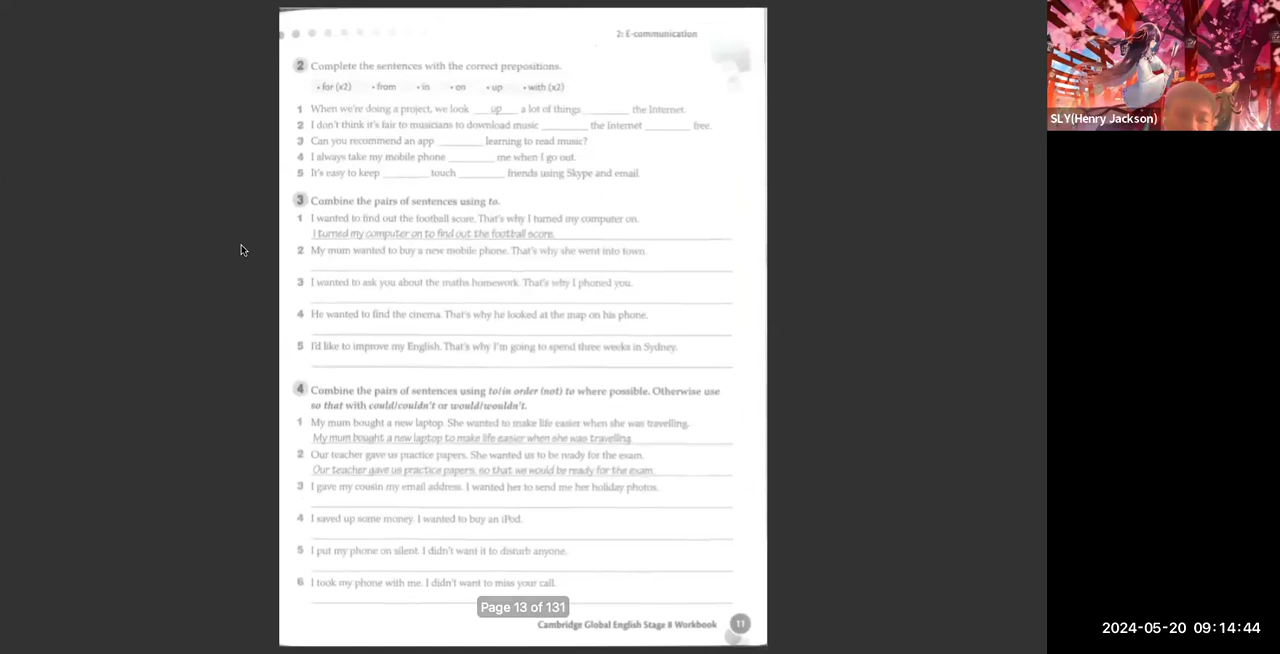 2: E-communication
2 Complete the sentences with the correct prepositions.
• for (x2) • from • in • on • up • with (x2)
1 When we're doing a project, we look up a lot of things ________ the Internet.
2 I don't think it's fair to musicians to download music ________ the Internet ________ free.
3 Can you recommend an app ________ learning to read music?
4 I always take my mobile phone ________ me when I go out.
5 It's easy to keep ________ touch ________ friends using Skype and email.
3 Combine the pairs of sentences using to.
1 I wanted to find out the football score. That's why I turned my computer on.
I turned my computer on to find out the football score.
2 My mum wanted to buy a new mobile phone. That's why she went into town.
3 I wanted to ask you about the maths homework. That's why I phoned you.
4 He wanted to find the cinema. That's why he looked at the map on his phone.
5 I'd like to improve my English. That's why I'm going to spend three weeks in Sydney.
4 Combine the pairs of sentences using to/in order (not) to where possible. Otherwise use
so that with could/couldn't or would/wouldn't.
1 My mum bought a new laptop. She wanted to make life easier when she was travelling.
My mum bought a new laptop to make life easier when she was travelling.
2 Our teacher gave us practice papers. She wanted us to be ready for the exam.
Our teacher gave us practice papers, so that we would be ready for the exam.
3 I gave my cousin my email address. I wanted her to send me her holiday photos.
4 I saved up some money. I wanted to buy an iPod.
5 I put my phone on silent. I didn't want it to disturb anyone.
6 I took my phone with me. I didn't want to miss your call.
Page 13 of 131
Cambridge Global English Stage 8 Workbook 11
SLY(Henry Jackson)
2024-05-20 09:14:44